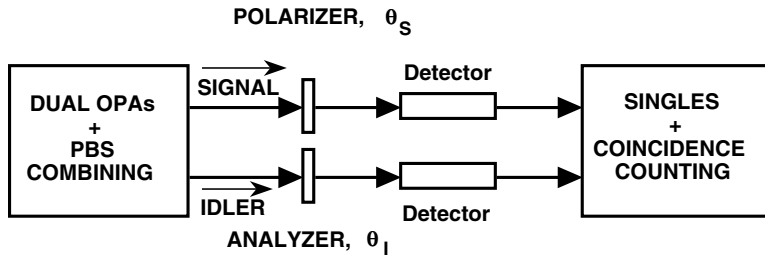 POLARIZER, θS
SIGNAL
Detector
DUAL OPAs
+
PBS
COMBINING
SINGLES
+
COINCIDENCE
COUNTING
IDLER
Detector
ANALYZER, θI